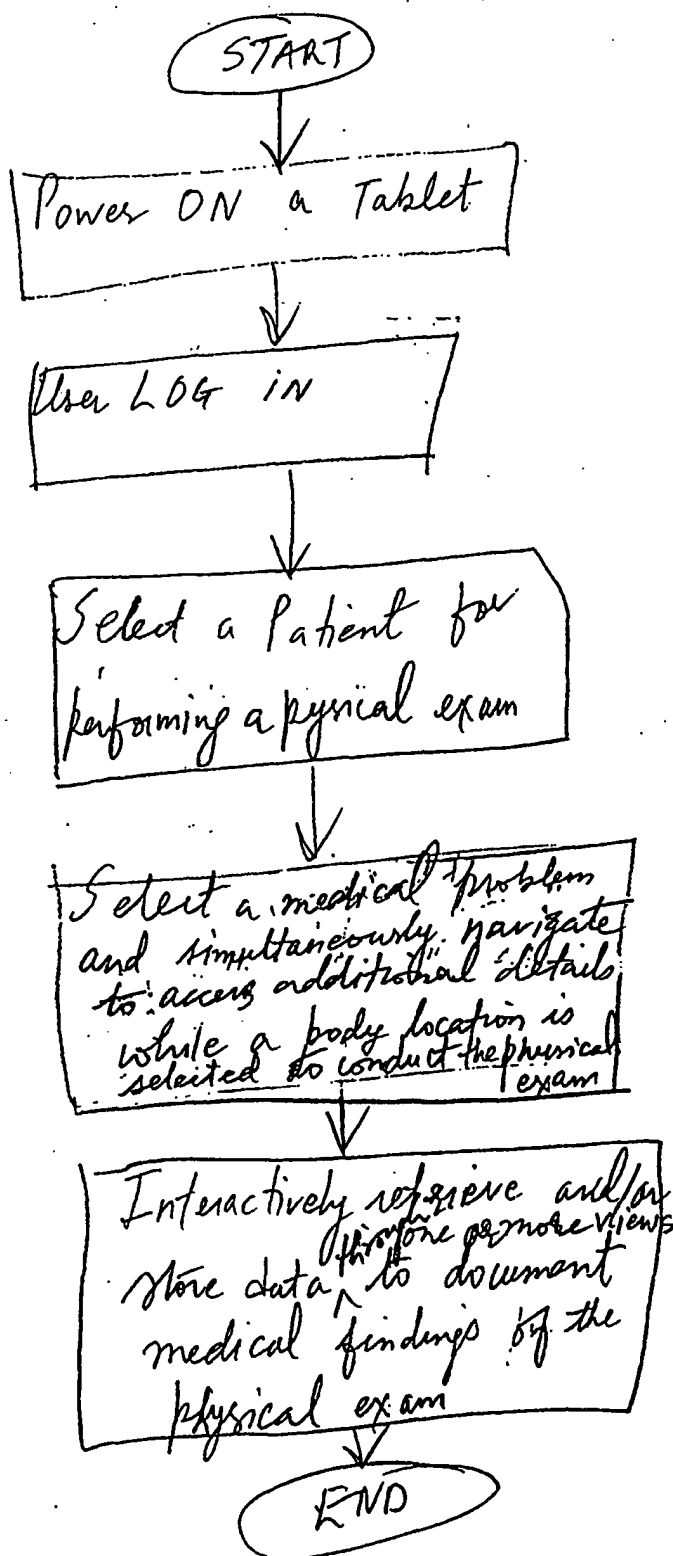 START
Power ON a Tablet
User LOG iN
Select a Patient for
performing a pysical exam
Select a medical problem
and simultaneously navigate
to access additional details
while a body location is
selected to conduct the physical
exam
Interactively retrieve and/or
through one or more views
store data ^ to document
medical findings of the
physical exam
END